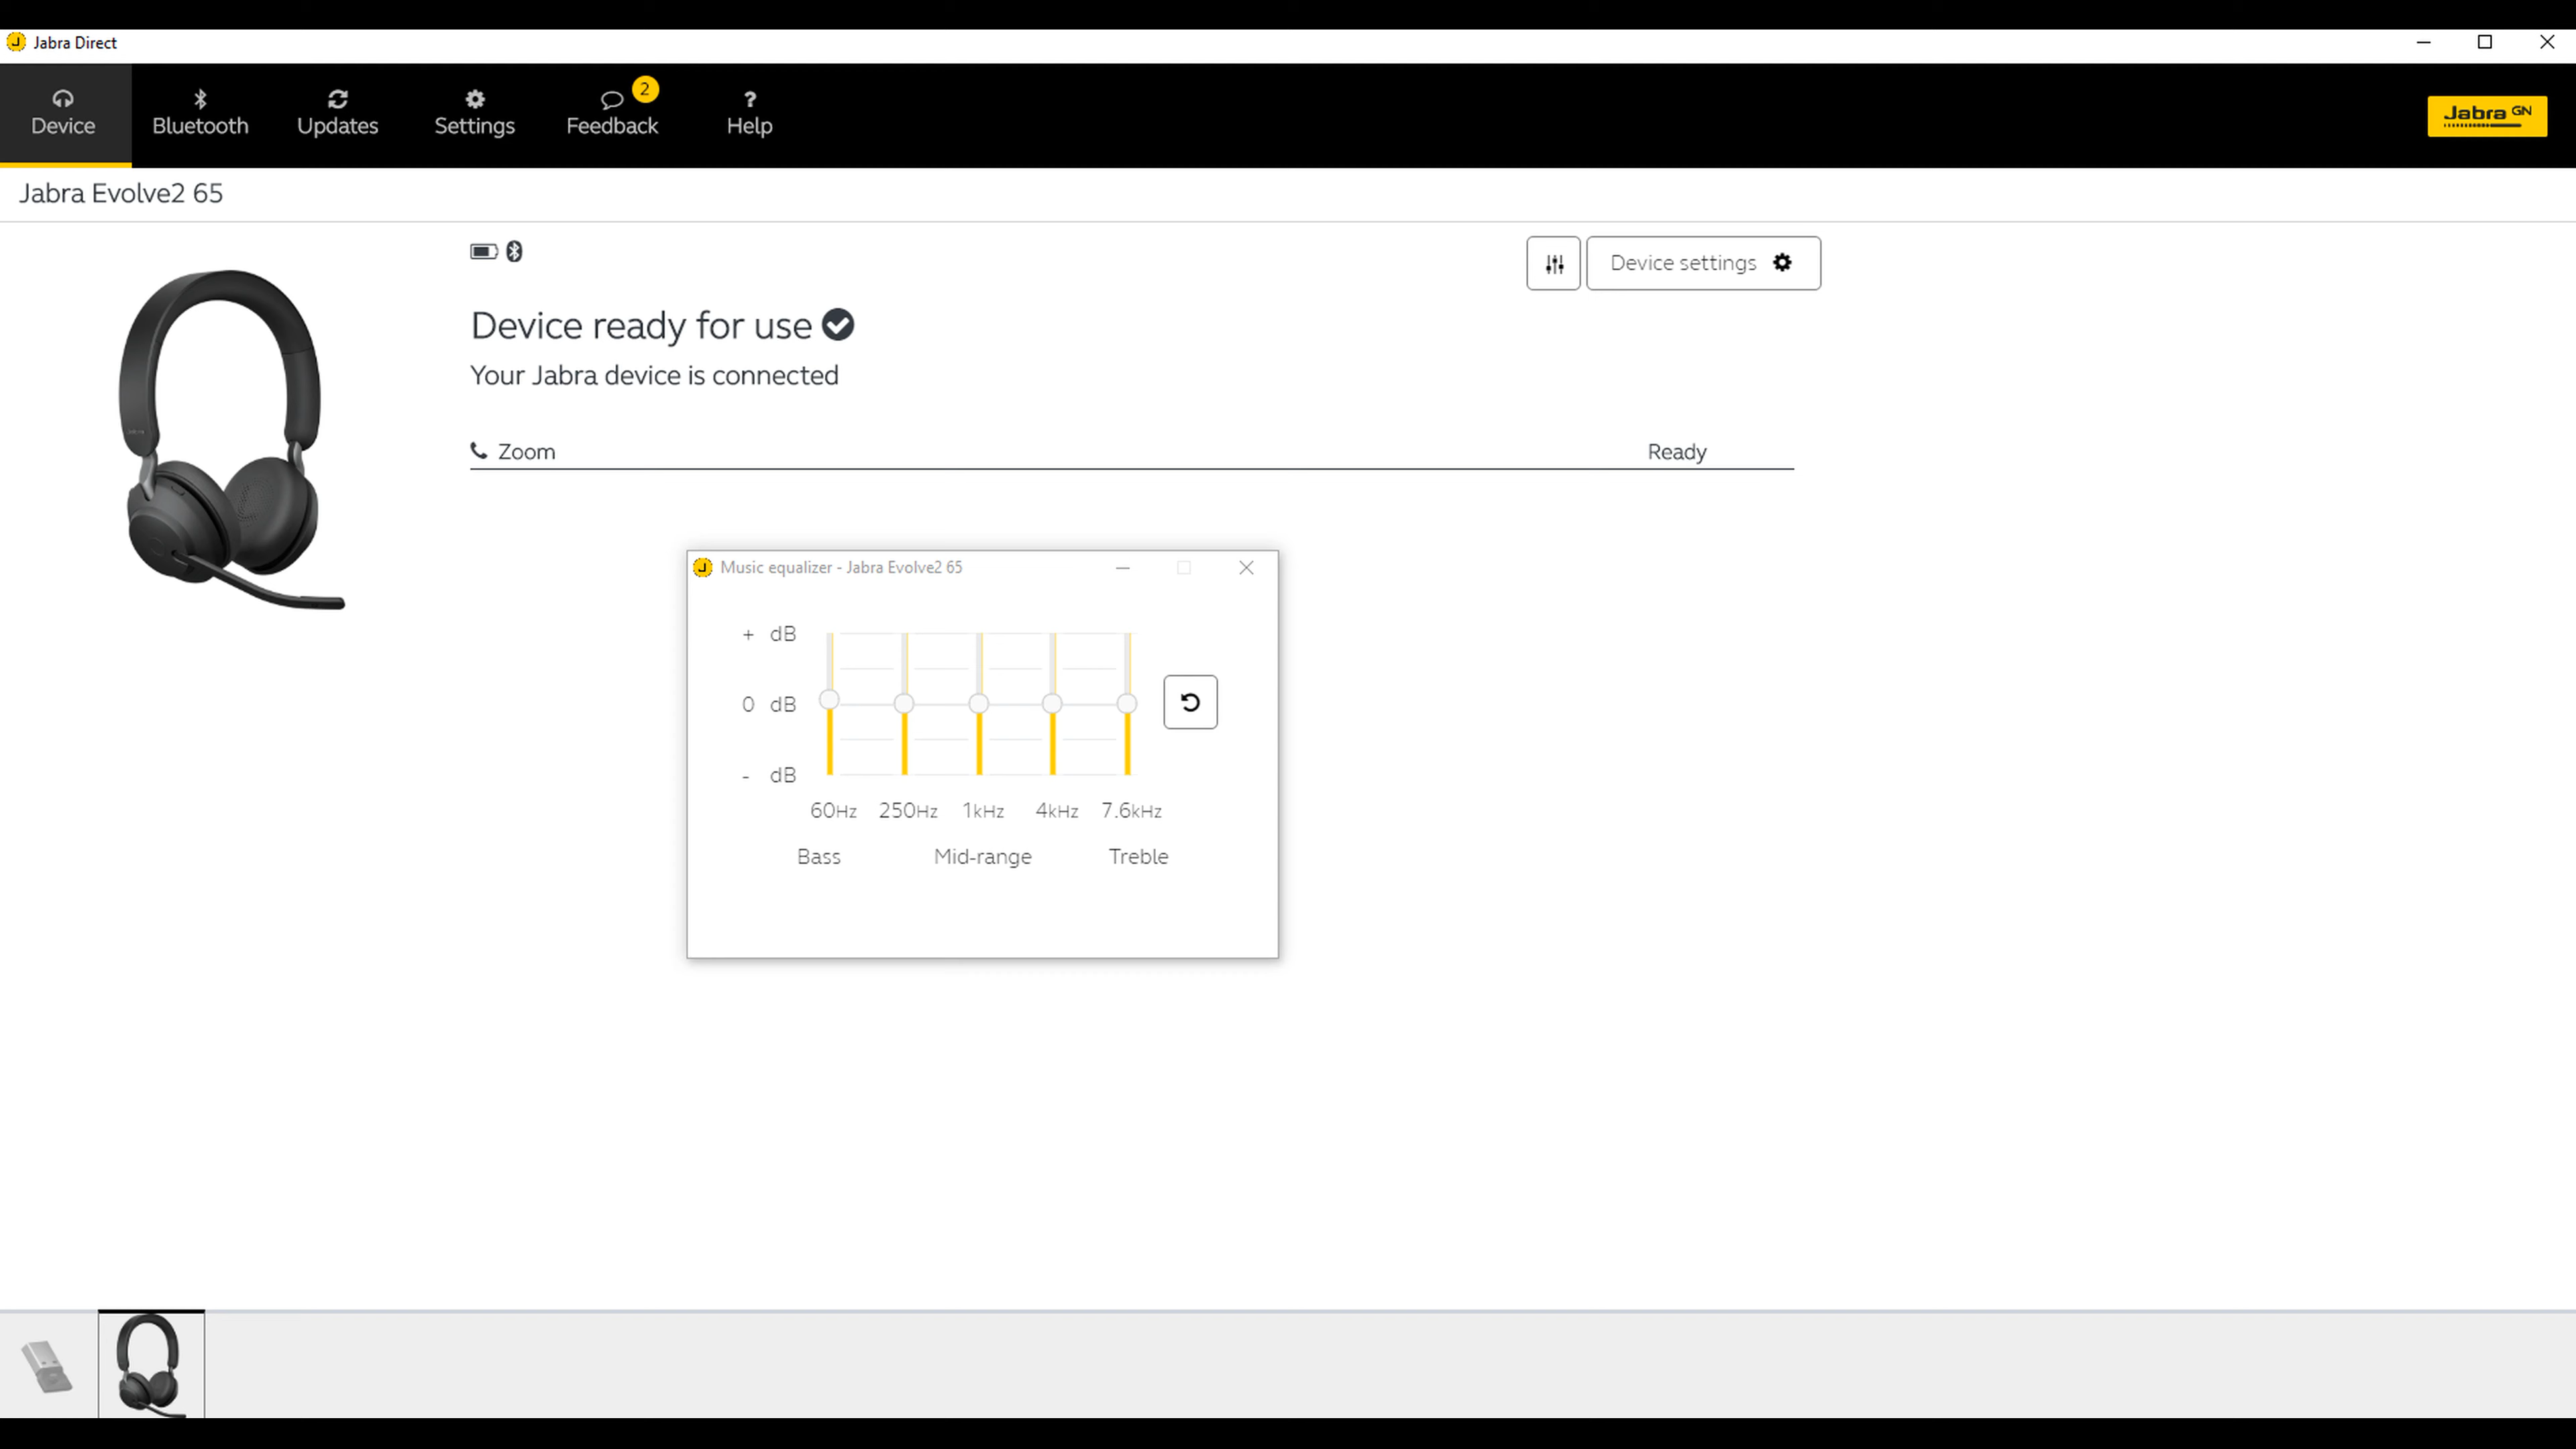 Jabra Direct
Device
Bluetooth
Updates
Settings
Feedback
2
Help
Jabra GN
Jabra Evolve2 65
Device settings
Device ready for use
Your Jabra device is connected
Zoom Ready
Music equalizer - Jabra Evolve2 65
+ dB
0 dB
- dB
60Hz 250Hz 1kHz 4kHz 7.6kHz
Bass Mid-range Treble